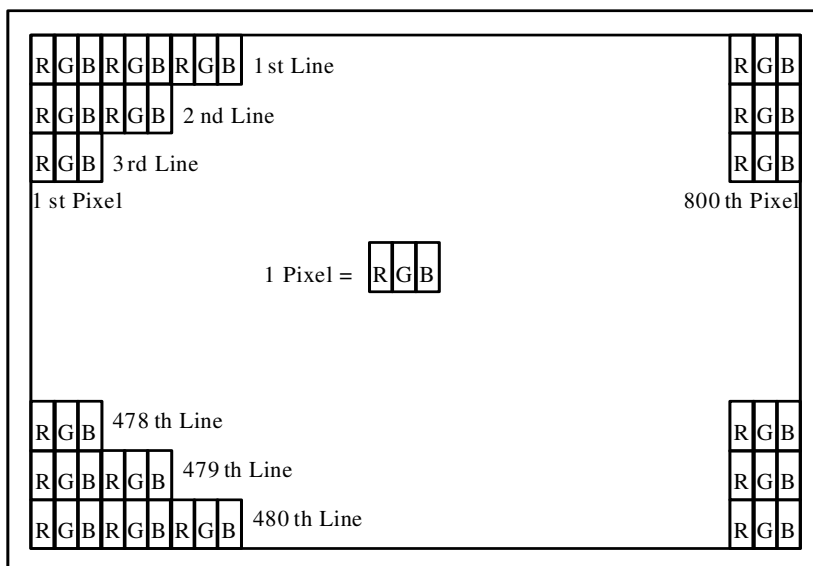 R G B R G B R G B 1 st Line R G B
R G B R G B 2 nd Line R G B
R G B 3 rd Line R G B
1 st Pixel 800 th Pixel
1 Pixel = R G B
R G B 478 th Line R G B
R G B R G B 479 th Line R G B
R G B R G B R G B 480 th Line R G B